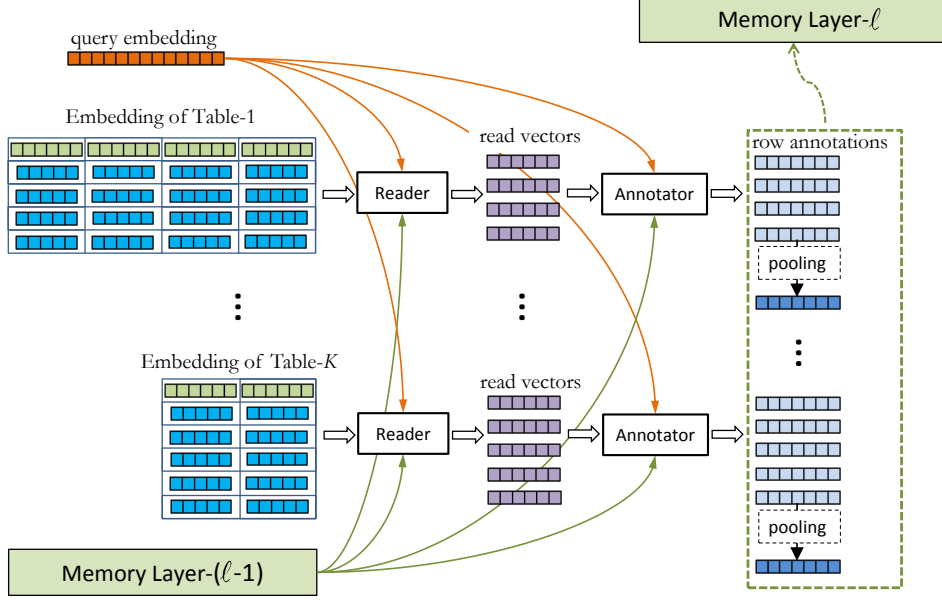 Memory Layer-ℓ
query embedding
Embedding of Table-1
read vectors
row annotations
Reader
Annotator
pooling
Embedding of Table-K
read vectors
Reader
Annotator
pooling
Memory Layer-(ℓ-1)